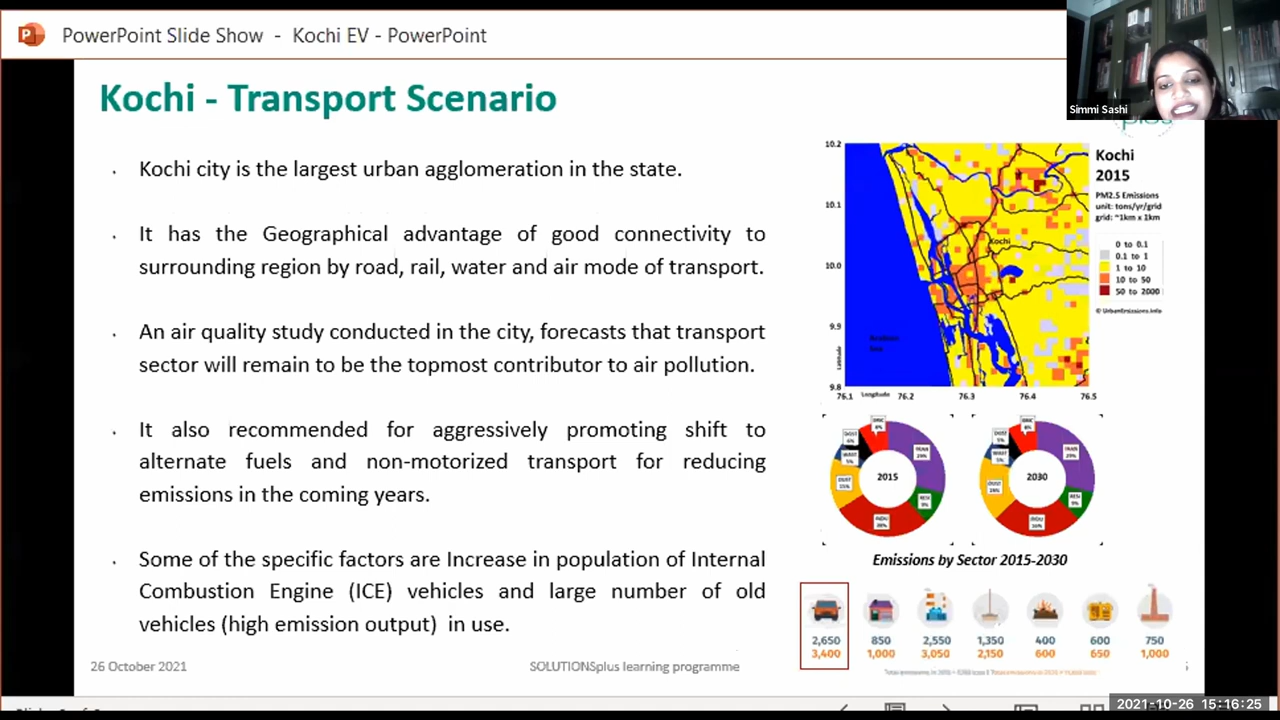 PowerPoint Slide Show - Kochi EV - PowerPoint
Simmi Sashi
plus
Kochi - Transport Scenario
Kochi city is the largest urban agglomeration in the state.
It has the Geographical advantage of good connectivity to
surrounding region by road, rail, water and air mode of transport.
An air quality study conducted in the city, forecasts that transport
sector will remain to be the topmost contributor to air pollution.
It also recommended for aggressively promoting shift to
alternate fuels and non-motorized transport for reducing
emissions in the coming years.
Some of the specific factors are Increase in population of Internal
Combustion Engine (ICE) vehicles and large number of old
vehicles (high emission output) in use.
10.2
10.1
10.0
9.9
9.8
Latitude
Kochi
Arabian
Sea
76.1 Longitude 76.2 76.3 76.4 76.5
Kochi
2015
PM2.5 Emissions
unit: tons/yr/grid
grid: ~1km x 1km
0 to 0.1
0.1 to 1
1 to 10
10 to 50
50 to 2000
© UrbanEmissions.info
2015
2030
Emissions by Sector 2015-2030
2,650 850 2,550 1,350 400 600 750
3,400 1,000 3,050 2,150 600 650 1,000
26 October 2021
SOLUTIONSplus learning programme
2021-10-26 15:16:25